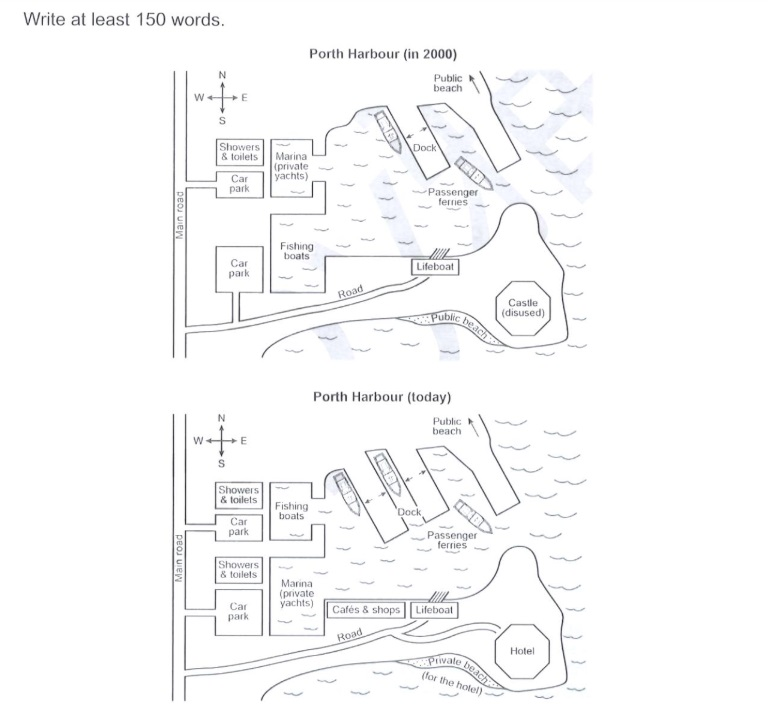 Write at least 150 words.
Porth Harbour (in 2000)
N
W E
S
Public
beach
Showers
& toilets
Marina
(private
yachts)
Car
park
Dock
Passenger
ferries
Main road
Fishing
boats
Car
park
Lifeboat
Road
Castle
(disused)
Public beach
Porth Harbour (today)
N
W E
S
Public
beach
Showers
& toilets
Fishing
boats
Car
park
Dock
Passenger
ferries
Main road
Showers
& toilets
Marina
(private
yachts)
Car
park
Cafés & shops
Lifeboat
Road
Hotel
Private beach
(for the hotel)